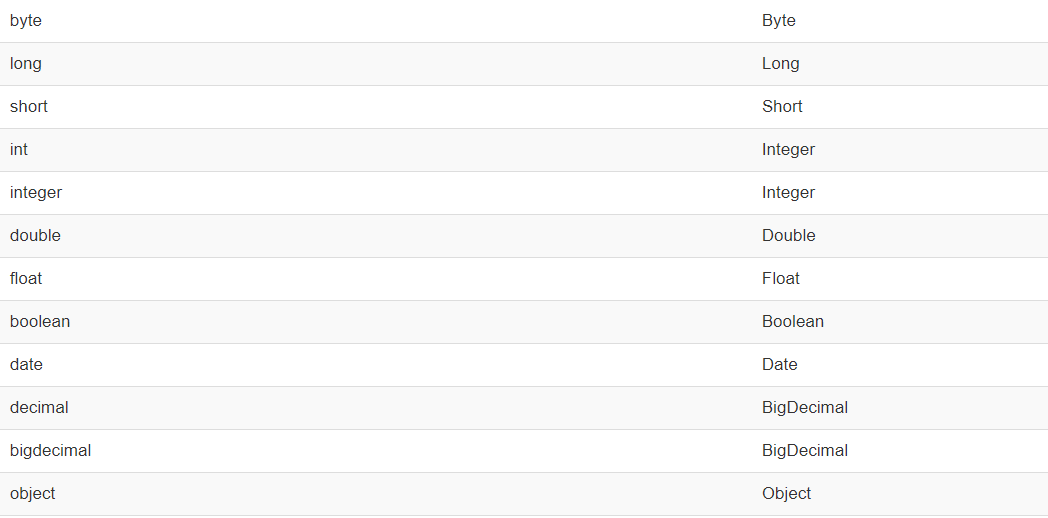 byte Byte
long Long
short Short
int Integer
integer Integer
double Double
float Float
boolean Boolean
date Date
decimal BigDecimal
bigdecimal BigDecimal
object Object